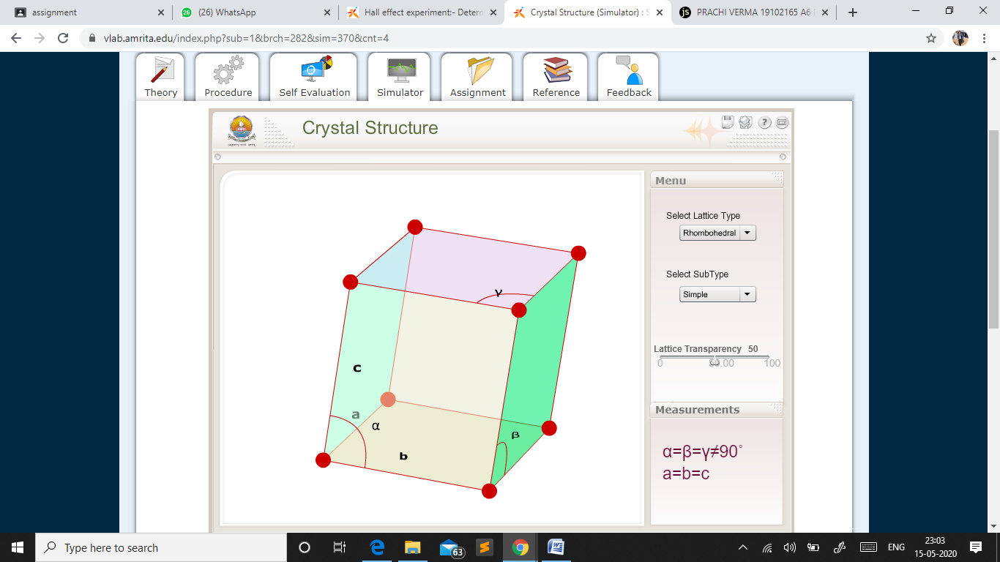 assignment
(26) WhatsApp
Hall effect experiment:- Determ
Crystal Structure (Simulator) : S
PRACHI VERMA 19102165 A6
vlab.amrita.edu/index.php?sub=1&brch=282&sim=370&cnt=4
Theory
Procedure
Self Evaluation
Simulator
Assignment
Reference
Feedback
Crystal Structure
Menu
Select Lattice Type
Rhombohedral
Select SubType
Simple
Lattice Transparency 50
0
100
γ
c
a
α
β
b
Measurements
α=β=γ≠90°
a=b=c
Type here to search
63
ENG
23:03
15-05-2020